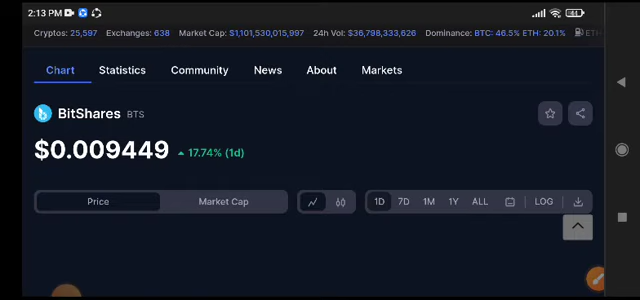 2:13 PM
Cryptos: 25,597 Exchanges: 638 Market Cap: $1,101,530,015,997 24h Vol: $36,798,333,626 Dominance: BTC: 46.5% ETH: 20.1% ETH
Chart Statistics Community News About Markets
BitShares BTS
$0.009449 17.74% (1d)
Price Market Cap 1D 7D 1M 1Y ALL LOG